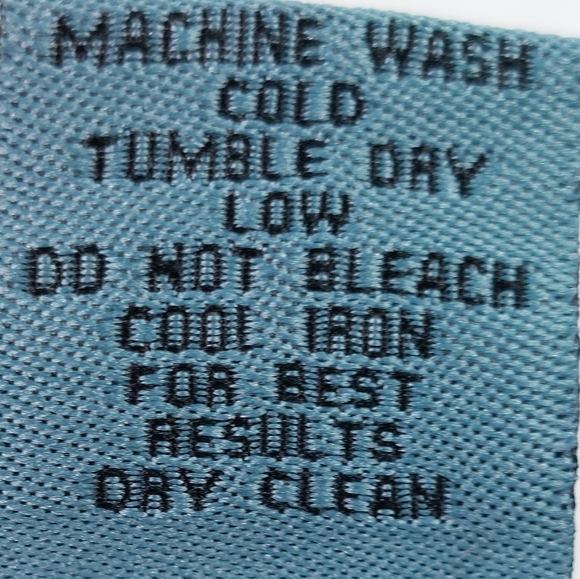 MACHINE WASH
COLD
TUMBLE DRY
LOW
DO NOT BLEACH
COOL IRON
FOR BEST
RESULTS
DRY CLEAN